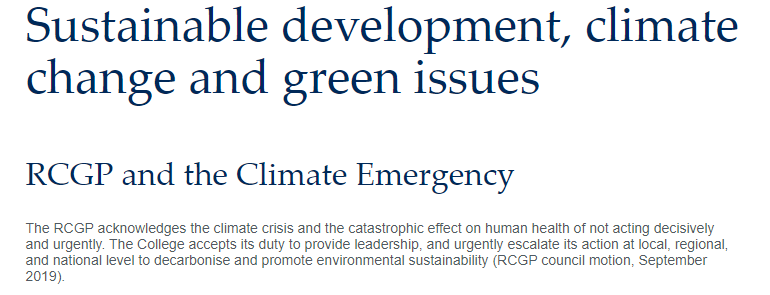 Sustainable development, climate
change and green issues
RCGP and the Climate Emergency
The RCGP acknowledges the climate crisis and the catastrophic effect on human health of not acting decisively
and urgently. The College accepts its duty to provide leadership, and urgently escalate its action at local, regional,
and national level to decarbonise and promote environmental sustainability (RCGP council motion, September
2019).